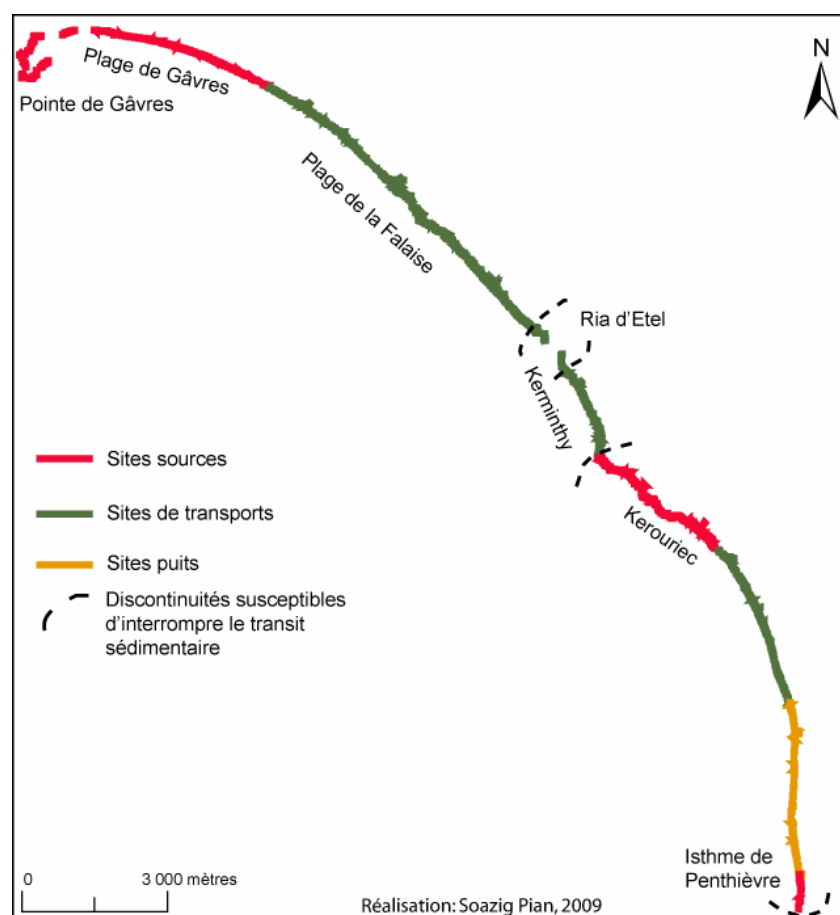 N
Plage de Gâvres
Pointe de Gâvres
Plage de la Falaise
Ria d'Etel
Kerminthy
Sites sources
Kerouriec
Sites de transports
Sites puits
Discontinuités susceptibles
d'interrompre le transit
sédimentaire
Isthme de
Penthièvre
0 3 000 mètres
Réalisation: Soazig Pian, 2009